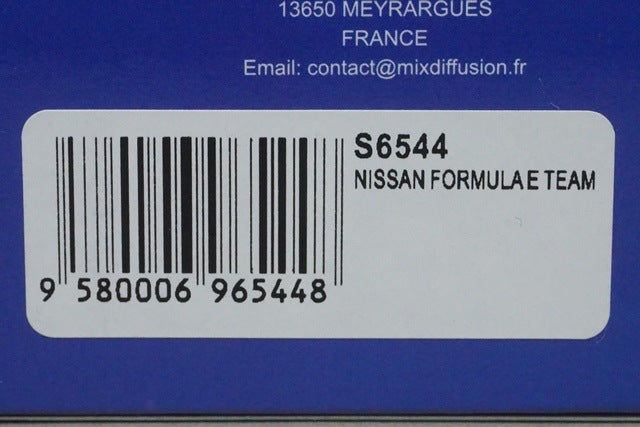 13650 MEYRARGUES
FRANCE
Email: contact@mixdiffusion.fr
S6544
NISSAN FORMULA E TEAM
9 580006 965448